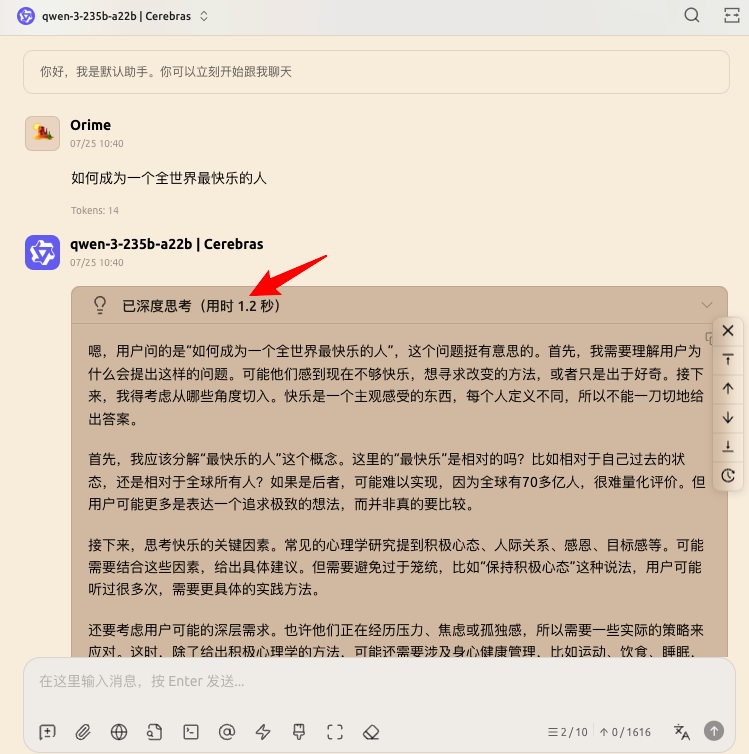 qwen-3-235b-a22b | Cerebras
你好，我是默认助手。你可以立刻开始跟我聊天
Orime
07/25 10:40
如何成为一个全世界最快乐的人
Tokens: 14
qwen-3-235b-a22b | Cerebras
07/25 10:40
已深度思考（用时 1.2 秒）
嗯，用户问的是“如何成为一个全世界最快乐的人”，这个问题挺有意思的。首先，我需要理解用户为
什么会提出这样的问题。可能他们感到现在不够快乐，想寻求改变的方法，或者只是出于好奇。接下
来，我得考虑从哪些角度切入。快乐是一个主观感受的东西，每个人定义不同，所以不能一刀切地给
出答案。
首先，我应该分解“最快乐的人”这个概念。这里的“最快乐”是相对的吗？比如相对于自己过去的状
态，还是相对于全球所有人？如果是后者，可能难以实现，因为全球有70多亿人，很难量化评价。但
用户可能更多是表达一个追求极致的想法，而并非真的要比较。
接下来，思考快乐的关键因素。常见的心理学研究提到积极心态、人际关系、感恩、目标感等。可能
需要结合这些因素，给出具体建议。但需要避免过于笼统，比如“保持积极心态”这种说法，用户可能
听过很多次，需要更具体的实践方法。
还要考虑用户可能的深层需求。也许他们正在经历压力、焦虑或孤独感，所以需要一些实际的策略来
应对。这时，除了给出积极心理学的方法，可能还需要涉及身心健康管理，比如运动、饮食、睡眠，
在这里输入消息，按 Enter 发送...
2 / 10 ↑ 0 / 1616